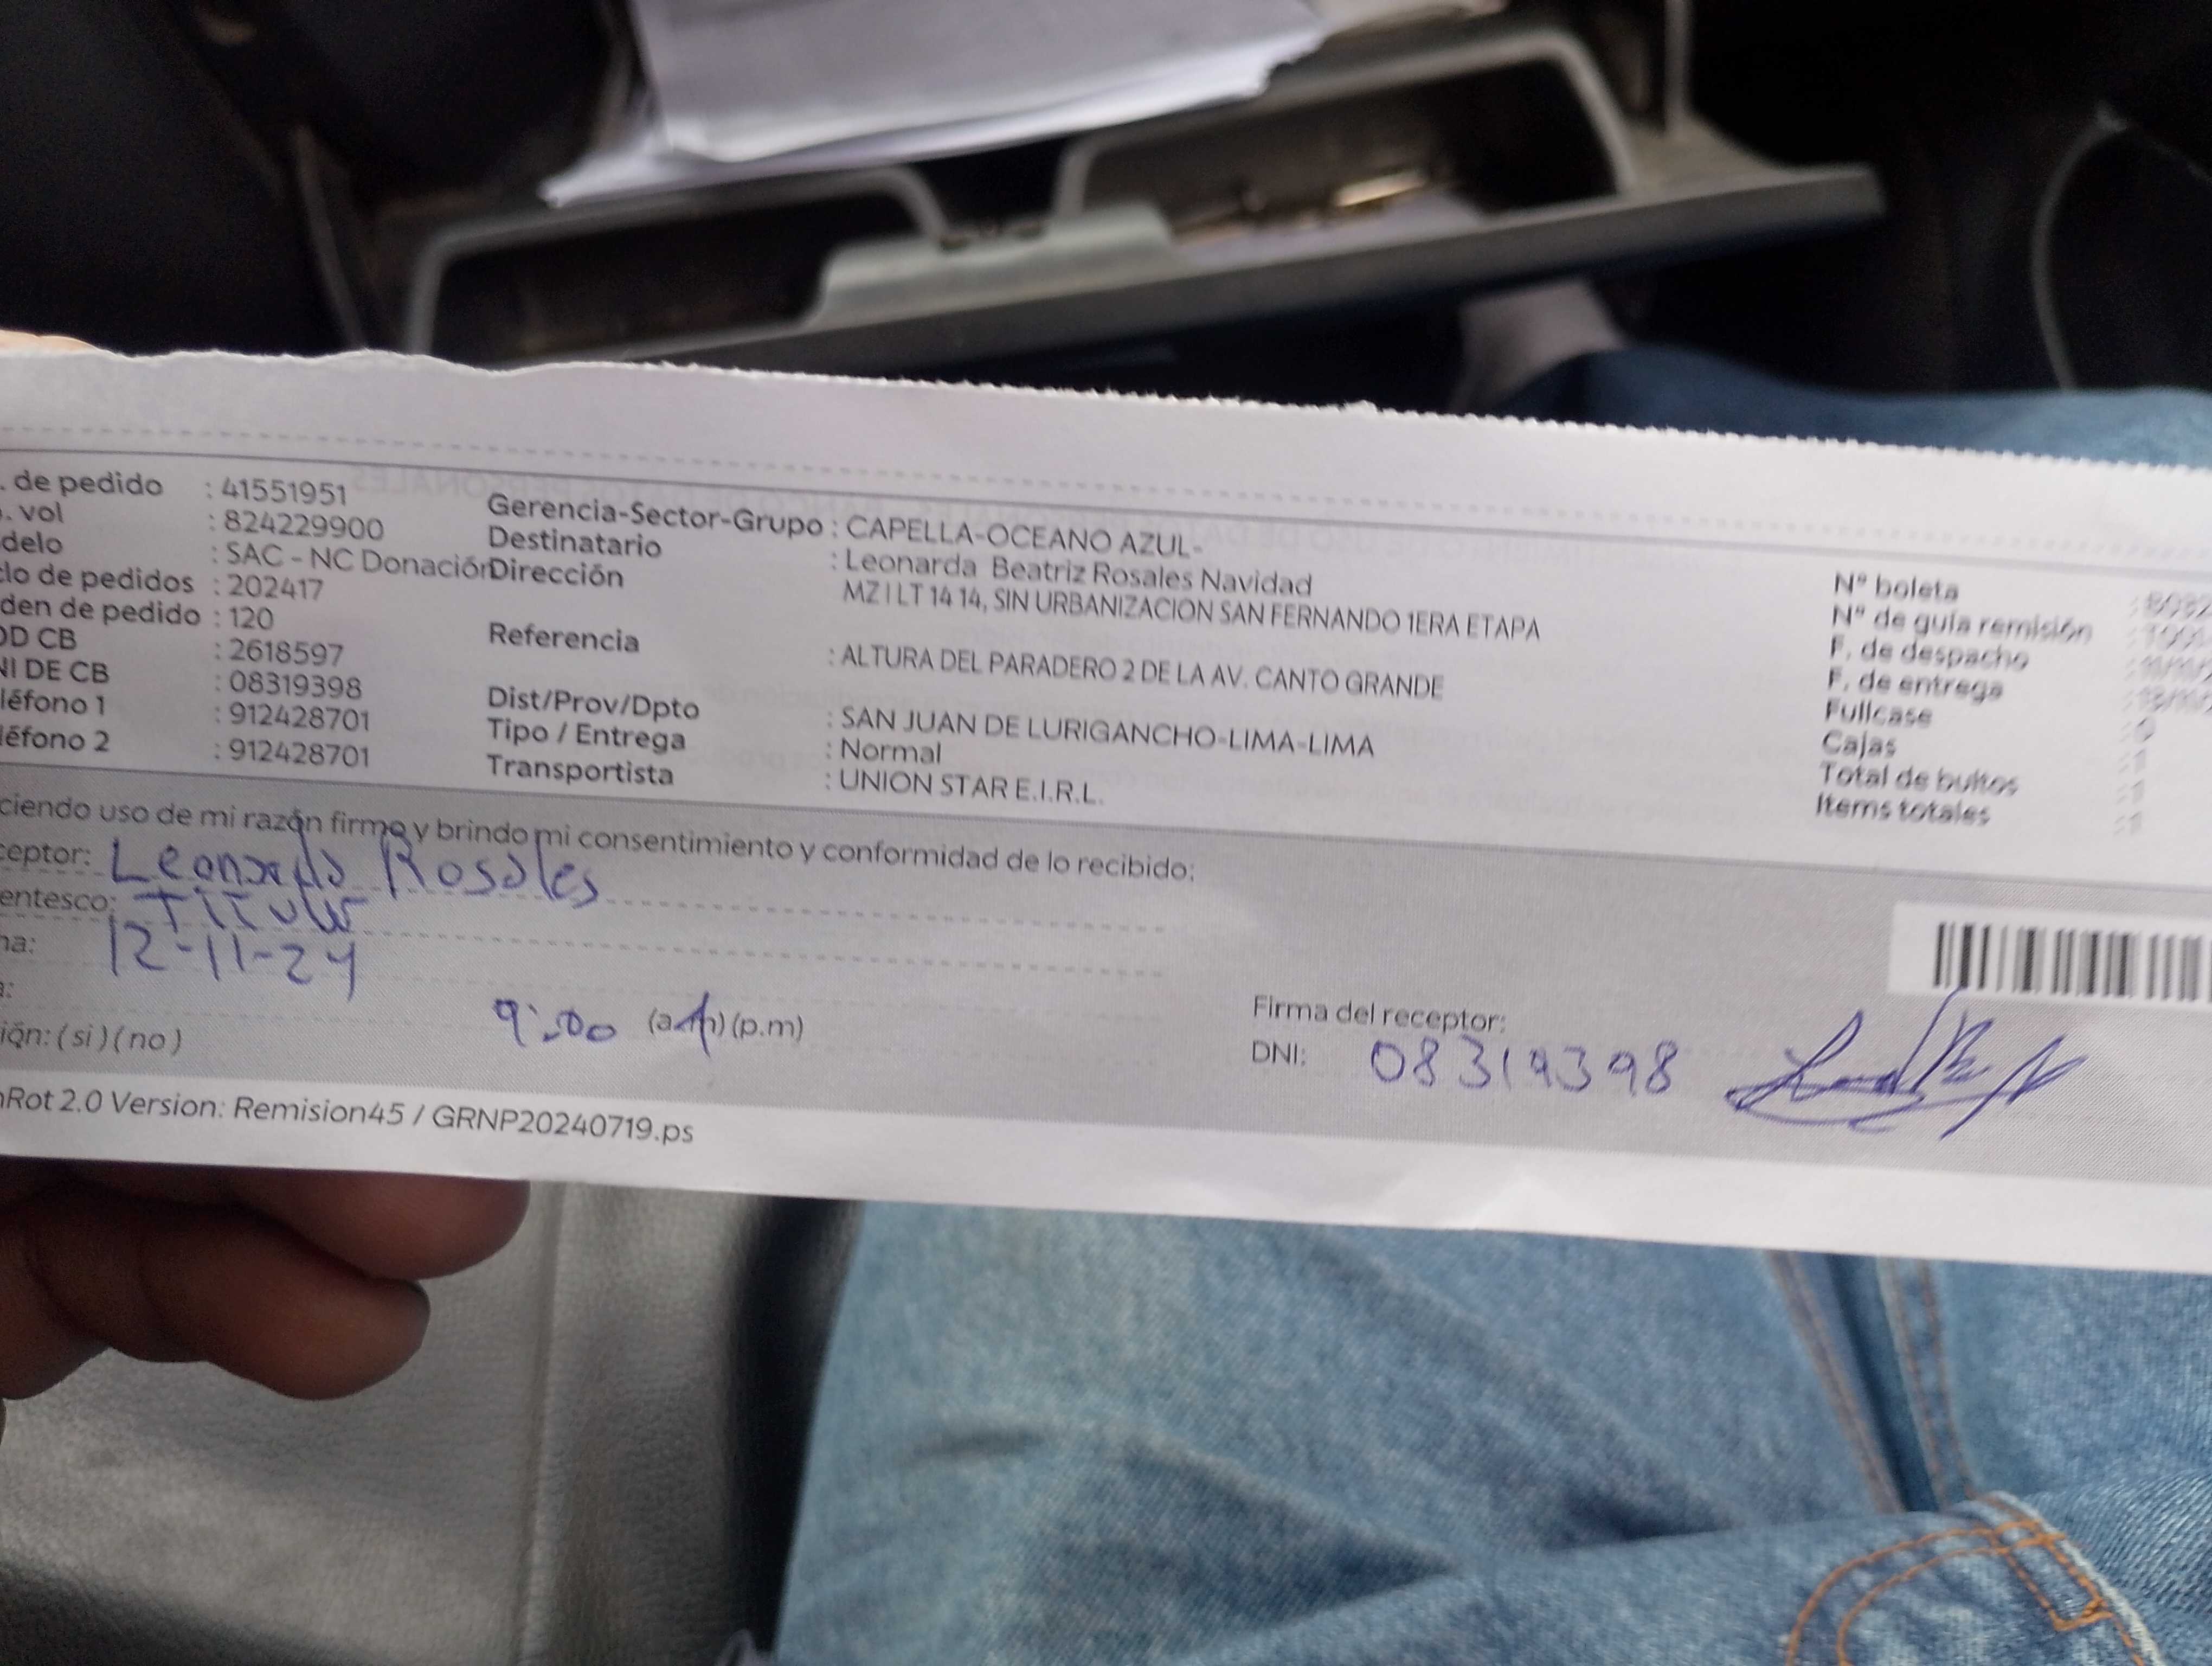 . de pedido : 41551951
. vol : 824229900
delo : SAC - NC Donación
lo de pedidos : 202417
den de pedido : 120
OD CB : 2618597
NI DE CB : 08319398
léfono 1 : 912428701
léfono 2 : 912428701
Gerencia-Sector-Grupo : CAPELLA-OCEANO AZUL-
Destinatario : Leonarda Beatriz Rosales Navidad
Dirección MZ I LT 14 14, SIN URBANIZACION SAN FERNANDO 1ERA ETAPA
Referencia : ALTURA DEL PARADERO 2 DE LA AV. CANTO GRANDE
Dist/Prov/Dpto : SAN JUAN DE LURIGANCHO-LIMA-LIMA
Tipo / Entrega : Normal
Transportista : UNION STAR E.I.R.L.
Nº boleta
Nº de guía remisión
F. de despacho
F. de entrega
Fullcase
Cajas : 1
Total de bultos : 1
Items totales : 1
ciendo uso de mi razón firmo y brindo mi consentimiento y conformidad de lo recibido:
ceptor: Leonarda Rosales
entesco: Titular
ha: 12-11-24
a: 9:00 (a.m) (p.m)
ión: ( si ) ( no )
Firma del receptor:
DNI: 08319398
nRot 2.0 Version: Remision45 / GRNP20240719.ps